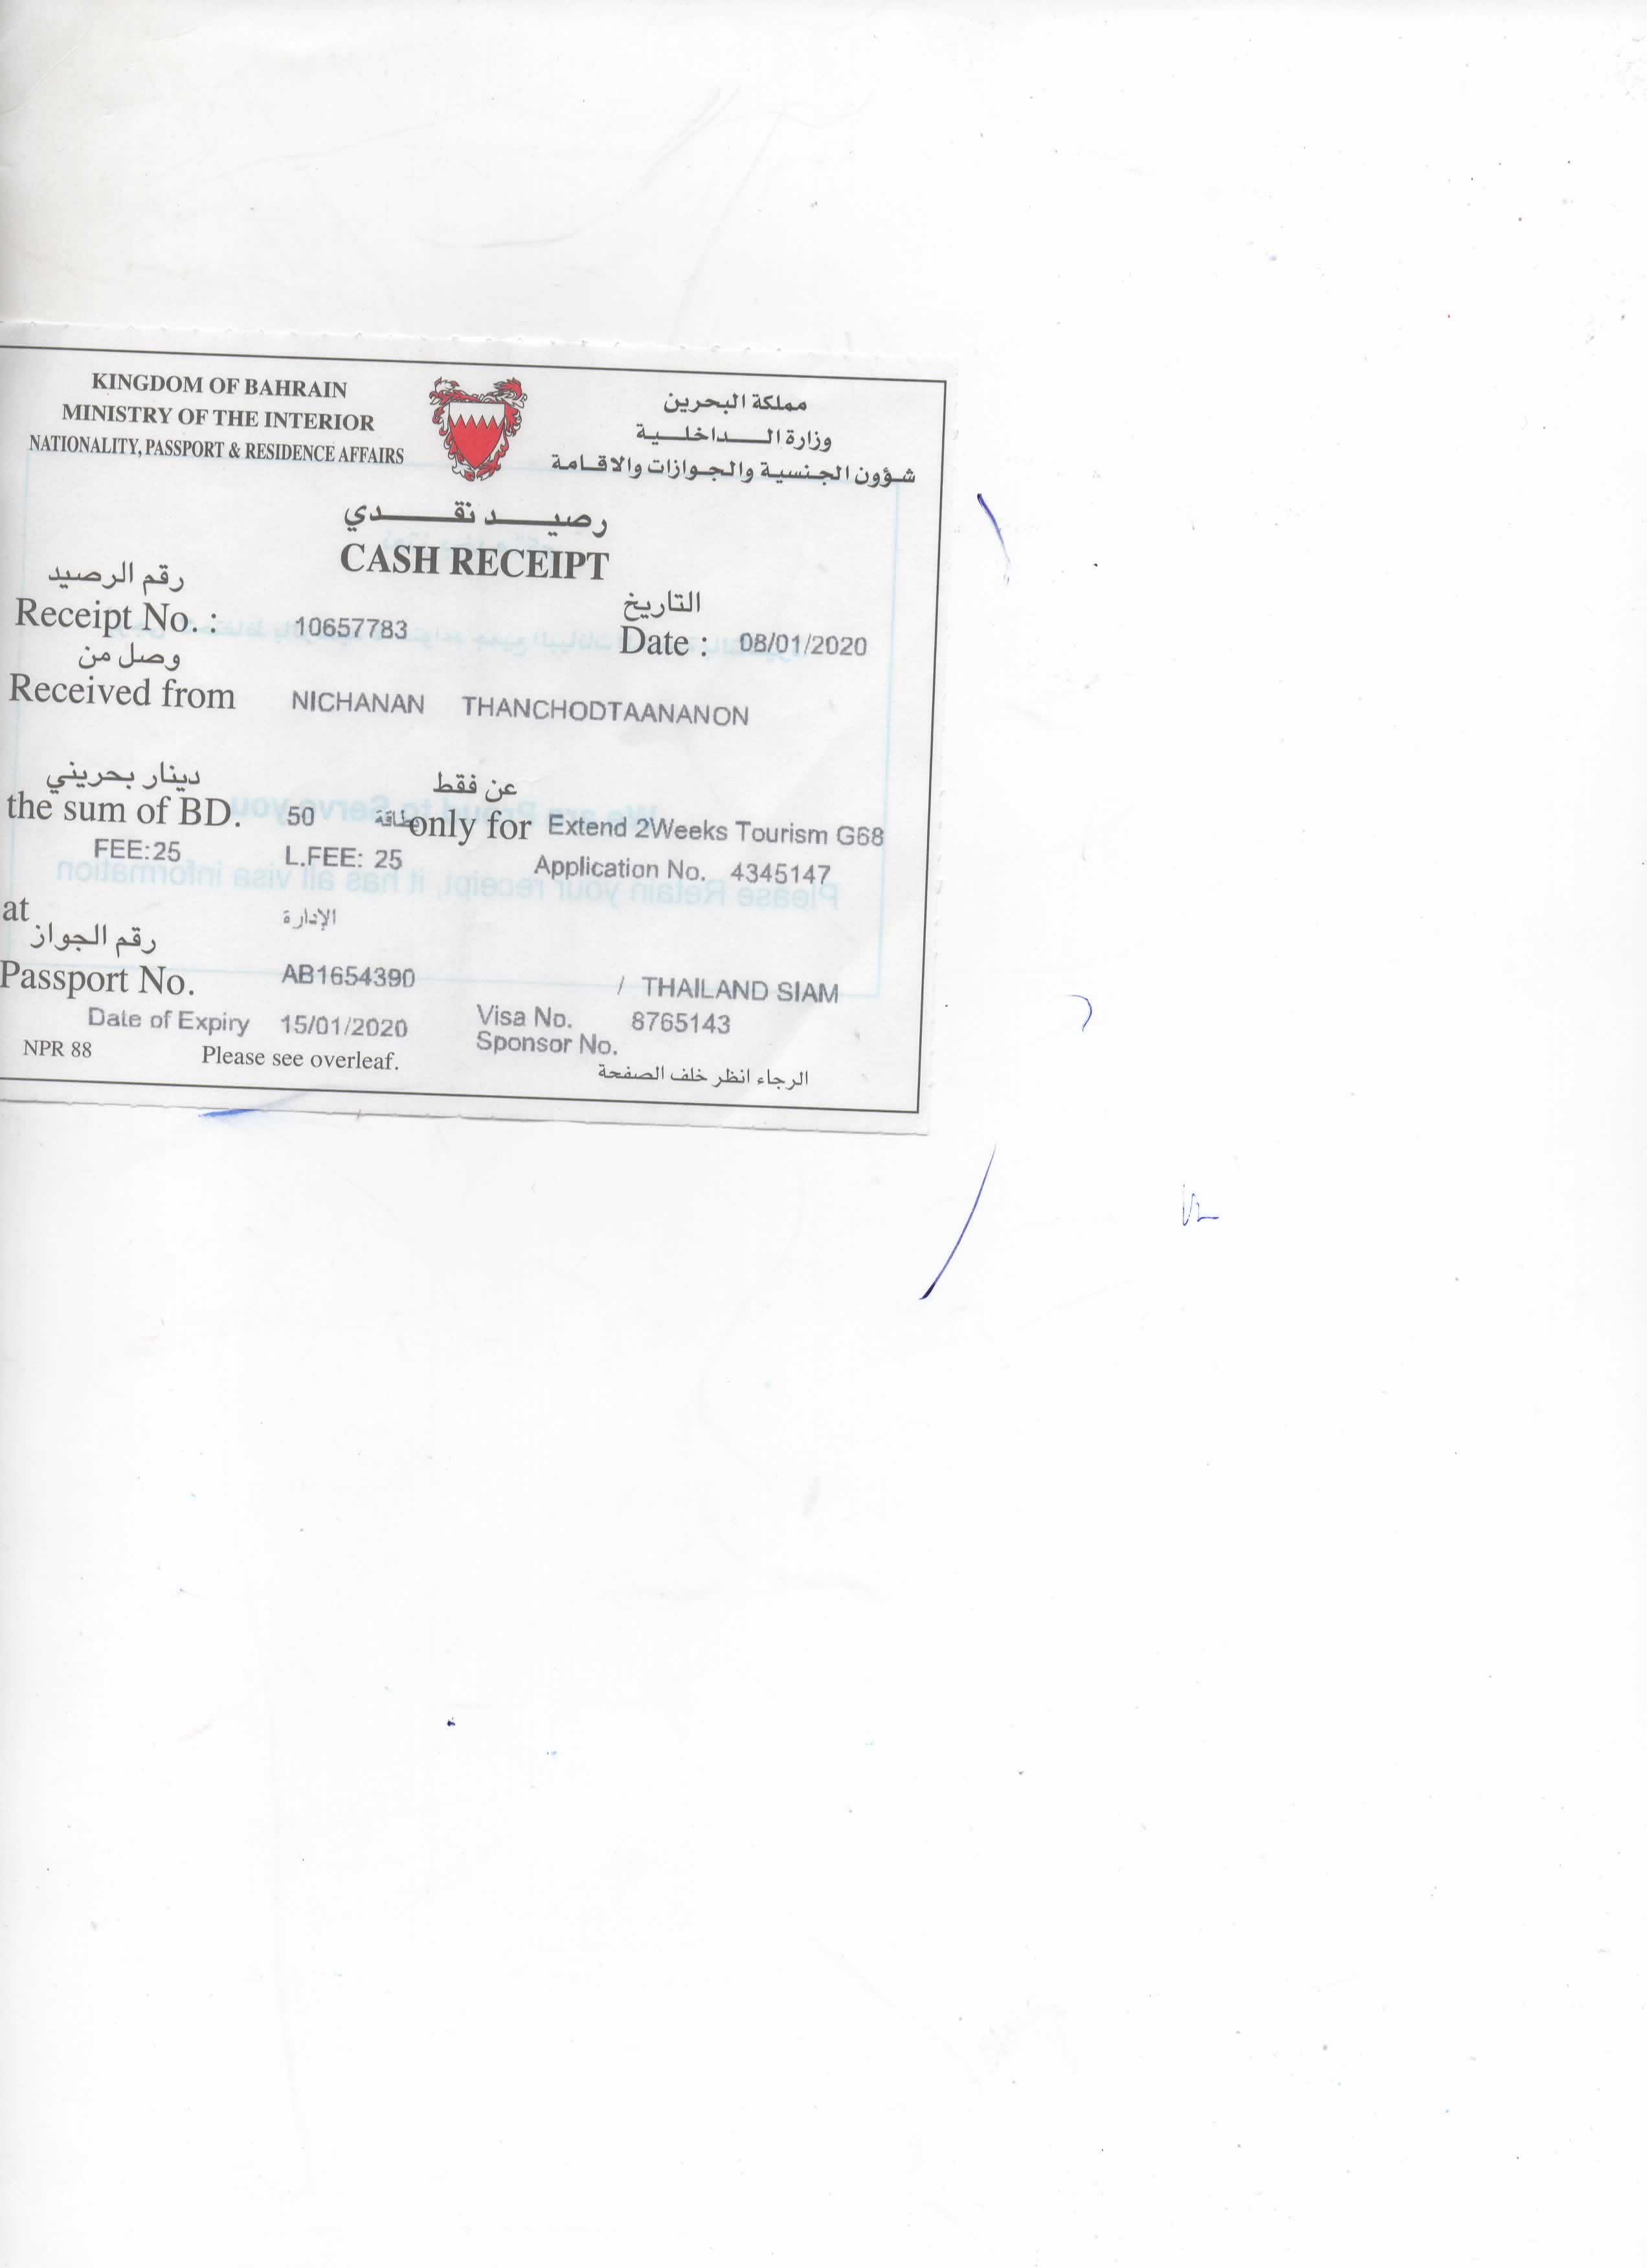 KINGDOM OF BAHRAIN
MINISTRY OF THE INTERIOR
NATIONALITY, PASSPORT & RESIDENCE AFFAIRS
مملكة البحرين
وزارة الداخلية
شؤون الجنسية والجوازات والاقامة
رصيد نقدي
CASH RECEIPT
رقم الرصيد
Receipt No. : 10657783
التاريخ
Date : 08/01/2020
وصل من
Received from NICHANAN THANCHODTAANANON
دينار بحريني عن فقط
the sum of BD. 50 بطاقة only for Extend 2Weeks Tourism G68
FEE:25 L.FEE: 25 Application No. 4345147
at الإدارة
رقم الجواز
Passport No. AB1654390 / THAILAND SIAM
Date of Expiry 15/01/2020 Visa No. 8765143
Sponsor No.
NPR 88 Please see overleaf. الرجاء انظر خلف الصفحة
We are Proud to Serve you
Please Retain your receipt, it has all visa information